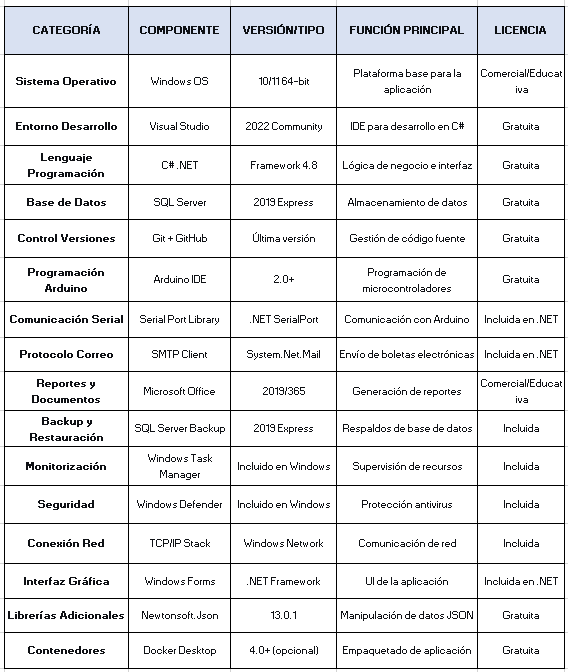 CATEGORÍA COMPONENTE VERSIÓN/TIPO FUNCIÓN PRINCIPAL LICENCIA
Sistema Operativo Windows OS 10/11 64-bit Plataforma base para la aplicación Comercial/Educativa
Entorno Desarrollo Visual Studio 2022 Community IDE para desarrollo en C# Gratuita
Lenguaje Programación C# .NET Framework 4.8 Lógica de negocio e interfaz Gratuita
Base de Datos SQL Server 2019 Express Almacenamiento de datos Gratuita
Control Versiones Git + GitHub Última versión Gestión de código fuente Gratuita
Programación Arduino Arduino IDE 2.0+ Programación de microcontroladores Gratuita
Comunicación Serial Serial Port Library .NET SerialPort Comunicación con Arduino Incluida en .NET
Protocolo Correo SMTP Client System.Net.Mail Envío de boletas electrónicas Incluida en .NET
Reportes y Documentos Microsoft Office 2019/365 Generación de reportes Comercial/Educativa
Backup y Restauración SQL Server Backup 2019 Express Respaldos de base de datos Incluida
Monitorización Windows Task Manager Incluido en Windows Supervisión de recursos Incluida
Seguridad Windows Defender Incluido en Windows Protección antivirus Incluida
Conexión Red TCP/IP Stack Windows Network Comunicación de red Incluida
Interfaz Gráfica Windows Forms .NET Framework UI de la aplicación Incluida en .NET
Librerías Adicionales Newtonsoft.Json 13.0.1 Manipulación de datos JSON Gratuita
Contenedores Docker Desktop 4.0+ (opcional) Empaquetado de aplicación Gratuita